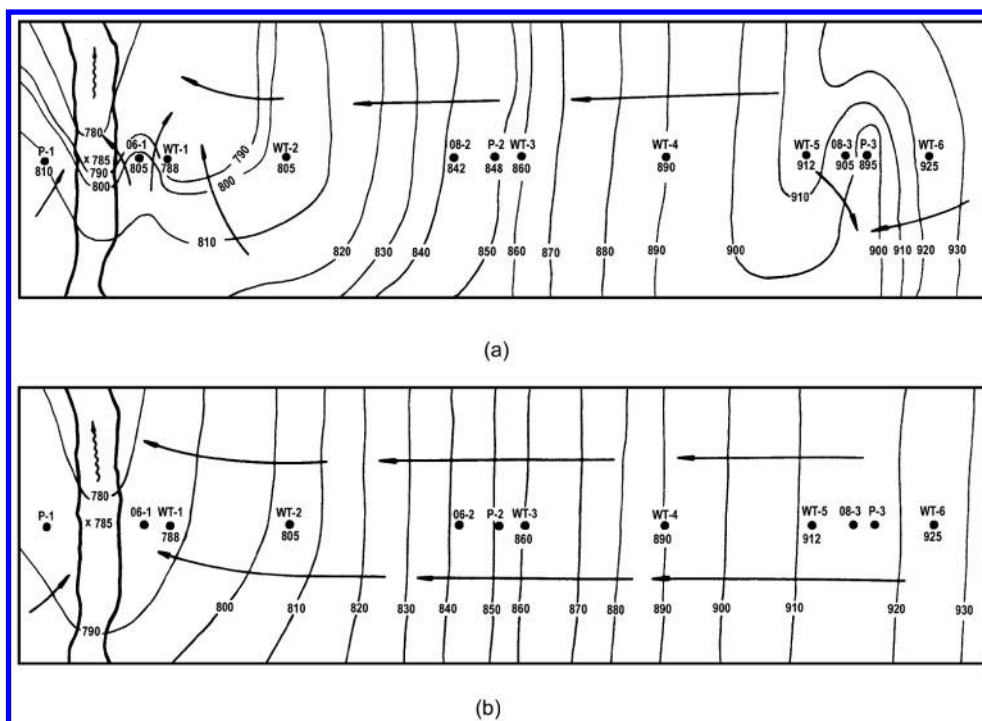 780
790
P-1
810
x 785
790
800
06-1
805
WT-1
788
WT-2
805
800
810
08-2
842
P-2
848
WT-3
860
WT-4
890
WT-5
912
08-3
905
P-3
895
WT-6
925
910
820
830
840
850
860
870
880
890
900
900
910
920
930
(a)
780
P-1
x 785
06-1
WT-1
788
WT-2
805
06-2
P-2
WT-3
860
WT-4
890
WT-5
912
08-3
P-3
WT-6
925
790
800
810
820
830
840
850
860
870
880
890
900
910
920
930
(b)